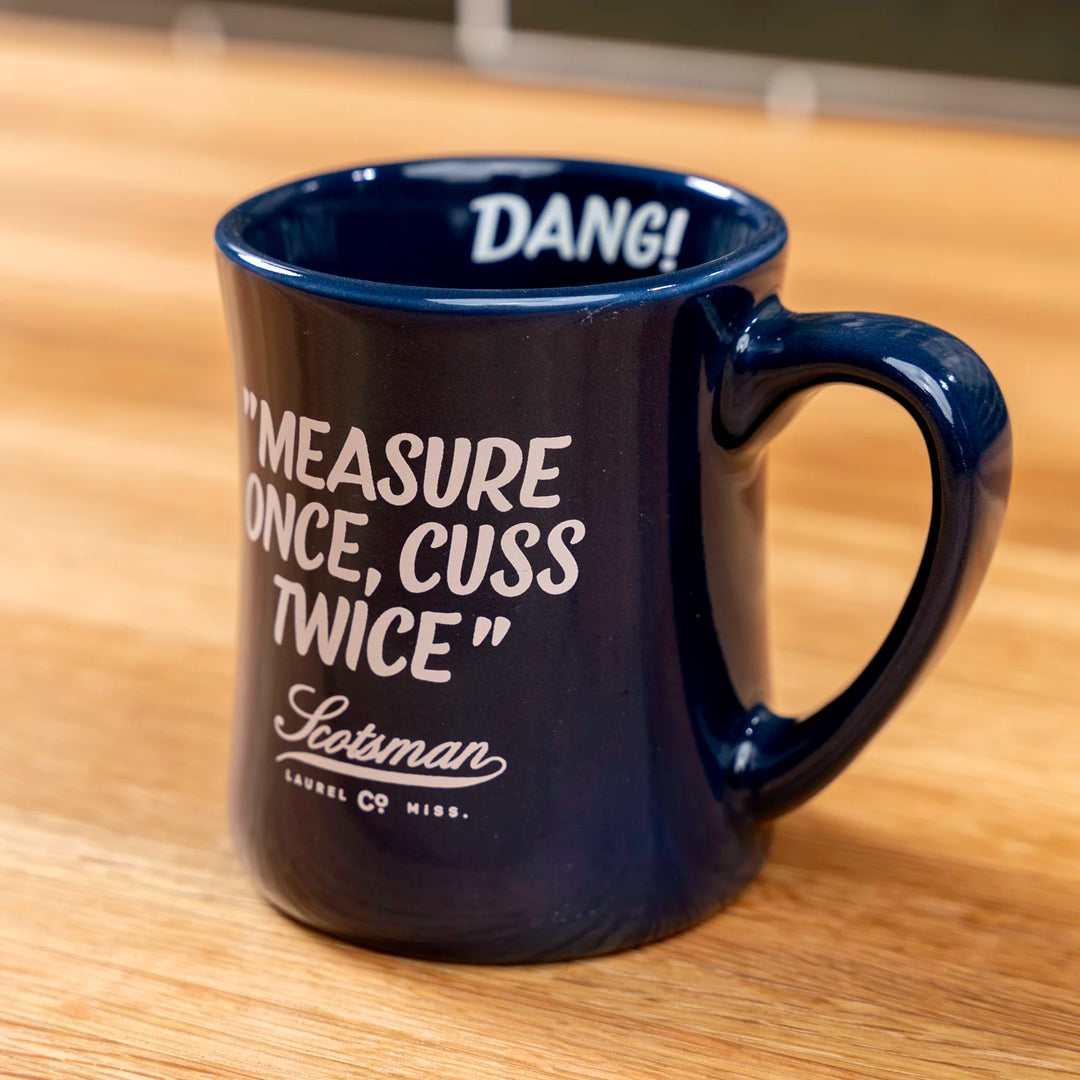 DANG!
"MEASURE
ONCE, CUSS
TWICE"
Scotsman
LAUREL CO. MISS.